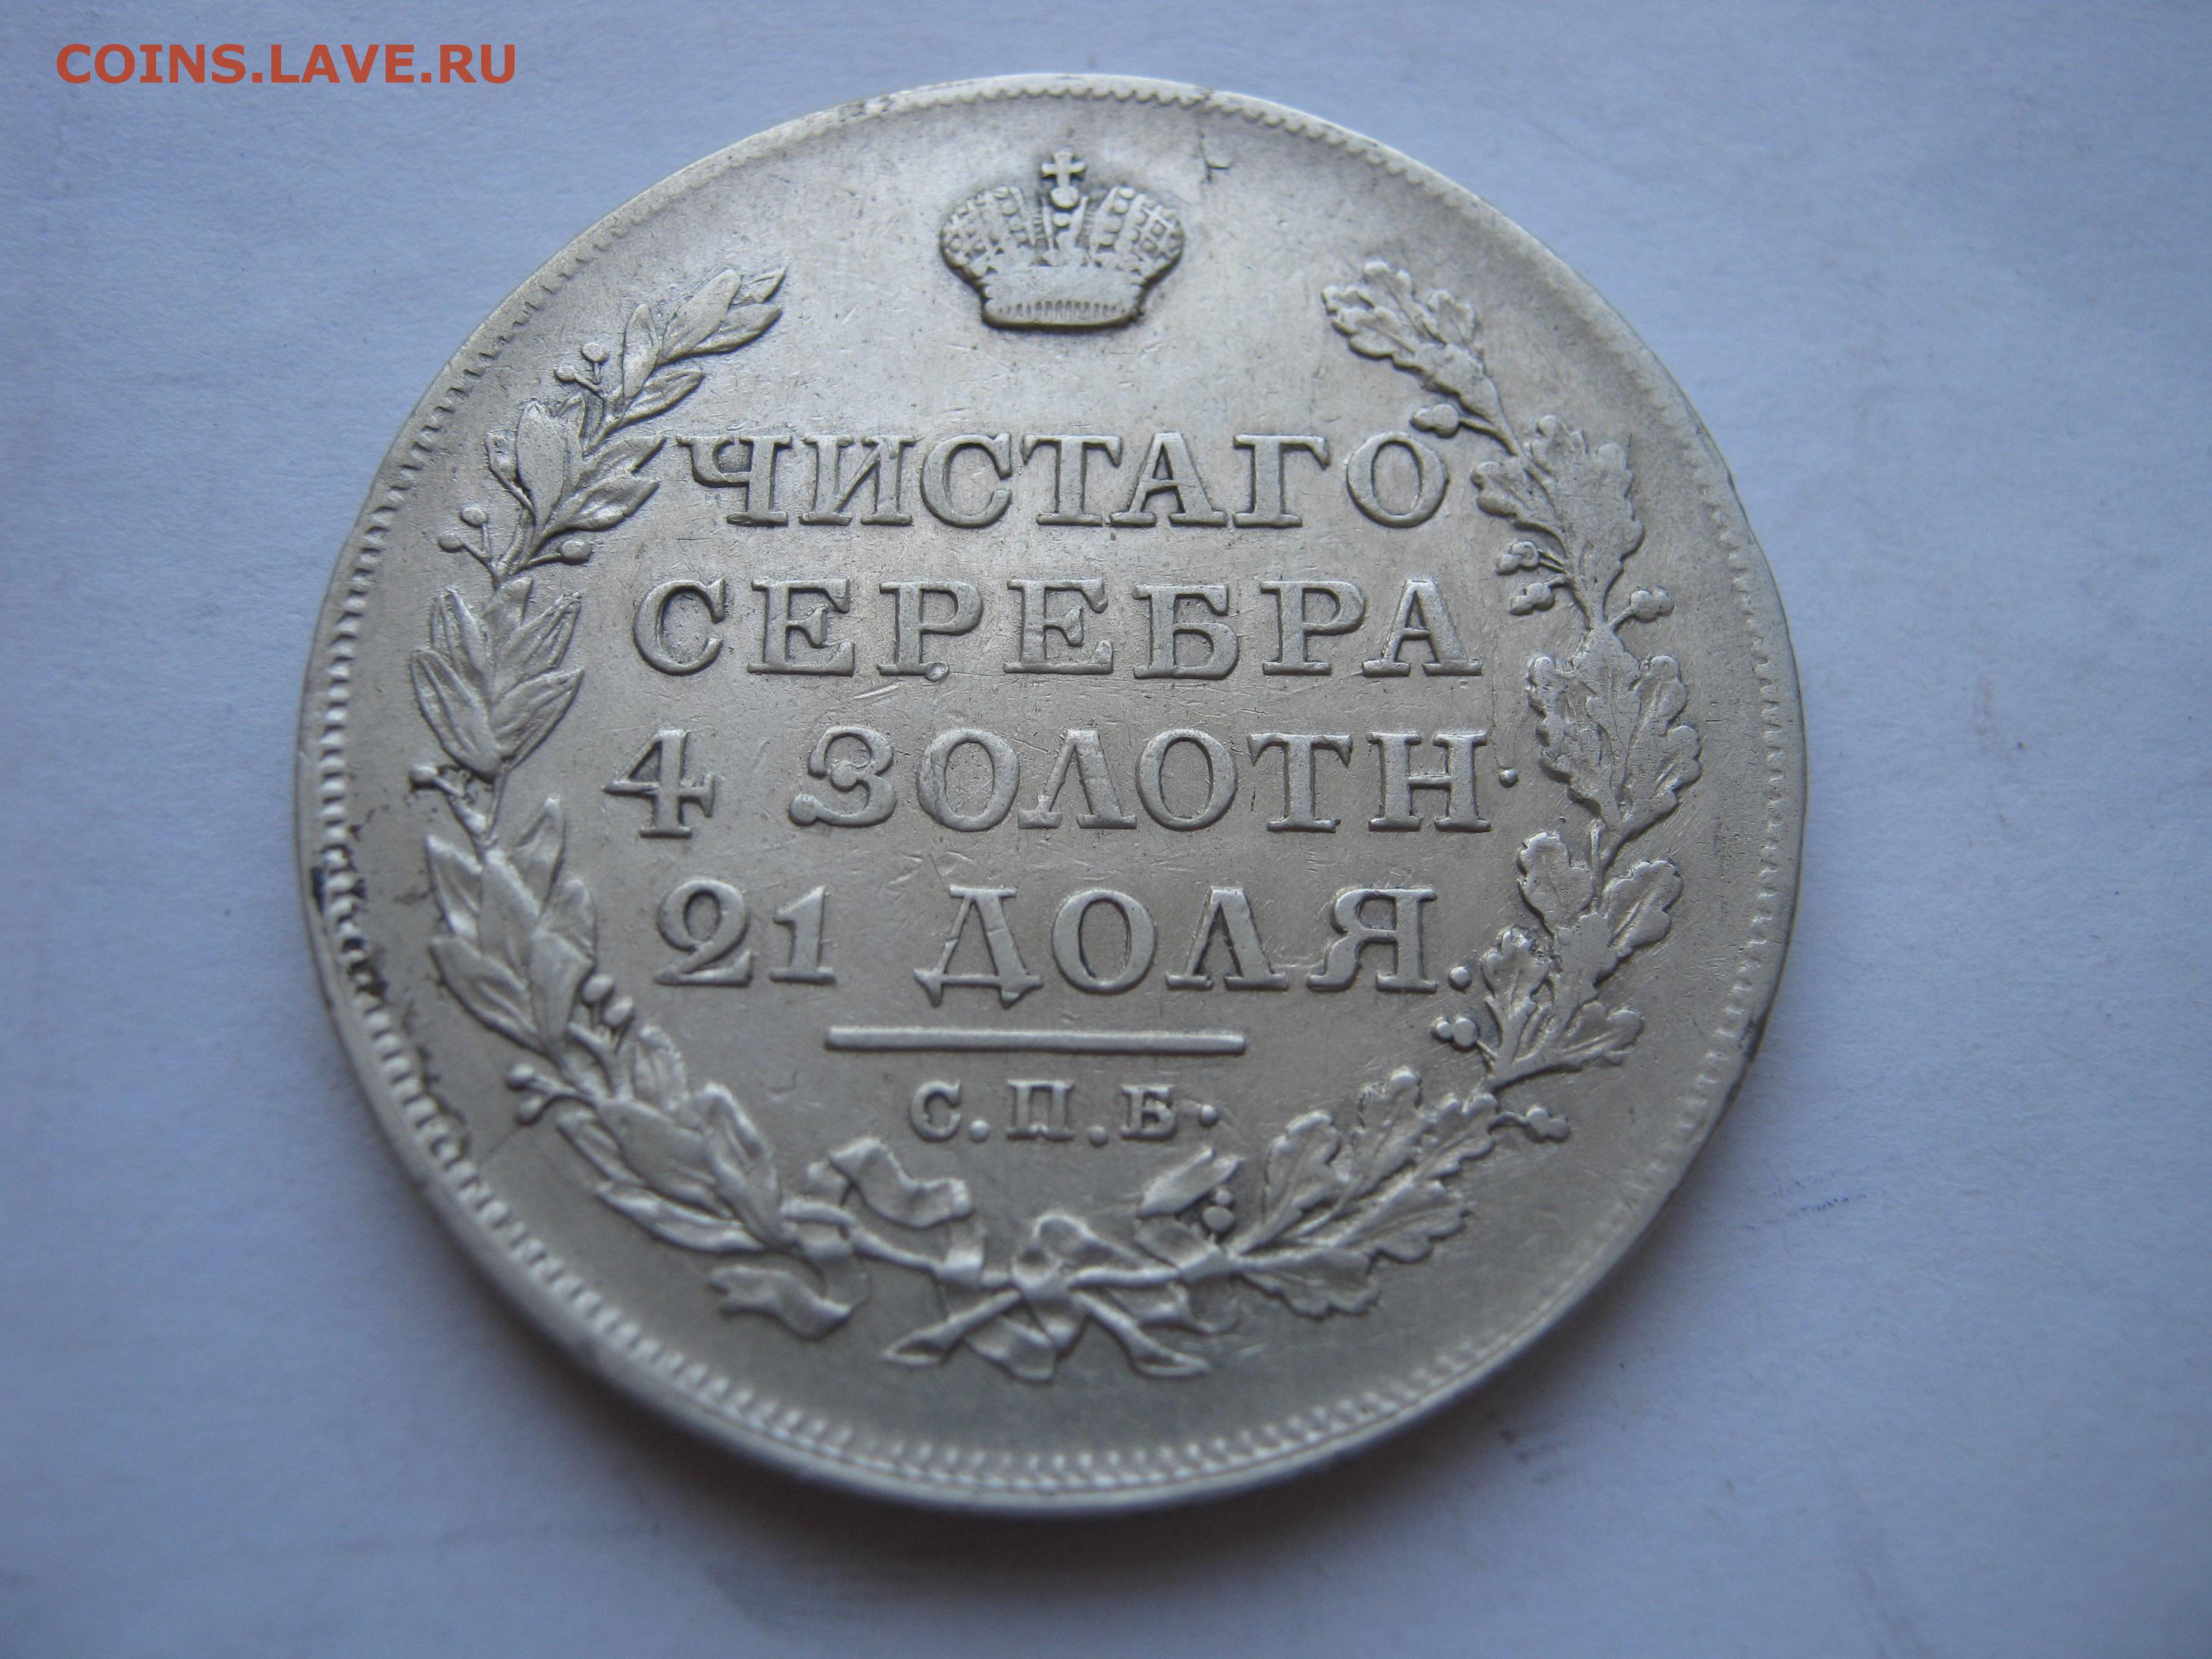 COINS.LAVE.RU
ЧИСТАГО
СЕРЕБРА
4 ЗОЛОТН.
21 ДОЛЯ.
С.П.Б.